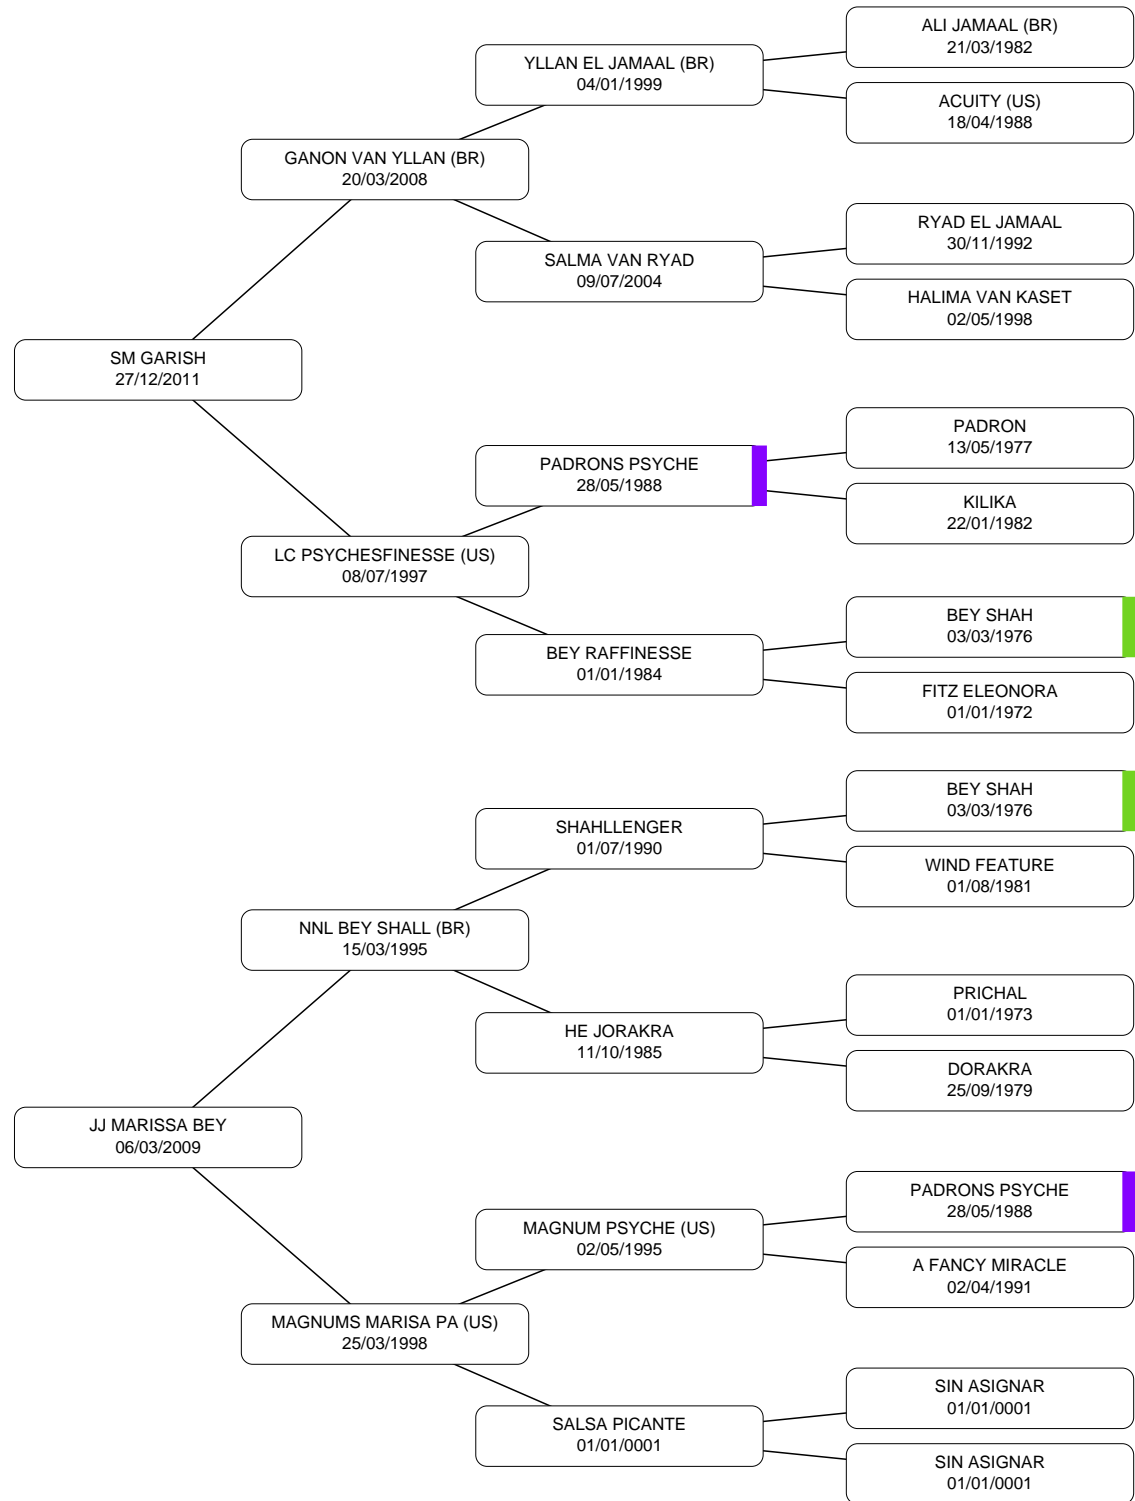 ALI JAMAAL (BR)
21/03/1982
YLLAN EL JAMAAL (BR)
04/01/1999
ACUITY (US)
18/04/1988
GANON VAN YLLAN (BR)
20/03/2008
RYAD EL JAMAAL
30/11/1992
SALMA VAN RYAD
09/07/2004
HALIMA VAN KASET
02/05/1998
SM GARISH
27/12/2011
PADRON
13/05/1977
PADRONS PSYCHE
28/05/1988
KILIKA
22/01/1982
LC PSYCHESFINESSE (US)
08/07/1997
BEY SHAH
03/03/1976
BEY RAFFINESSE
01/01/1984
FITZ ELEONORA
01/01/1972
BEY SHAH
03/03/1976
SHAHLLENGER
01/07/1990
WIND FEATURE
01/08/1981
NNL BEY SHALL (BR)
15/03/1995
PRICHAL
01/01/1973
HE JORAKRA
11/10/1985
DORAKRA
25/09/1979
JJ MARISSA BEY
06/03/2009
PADRONS PSYCHE
28/05/1988
MAGNUM PSYCHE (US)
02/05/1995
A FANCY MIRACLE
02/04/1991
MAGNUMS MARISA PA (US)
25/03/1998
SIN ASIGNAR
01/01/0001
SALSA PICANTE
01/01/0001
SIN ASIGNAR
01/01/0001